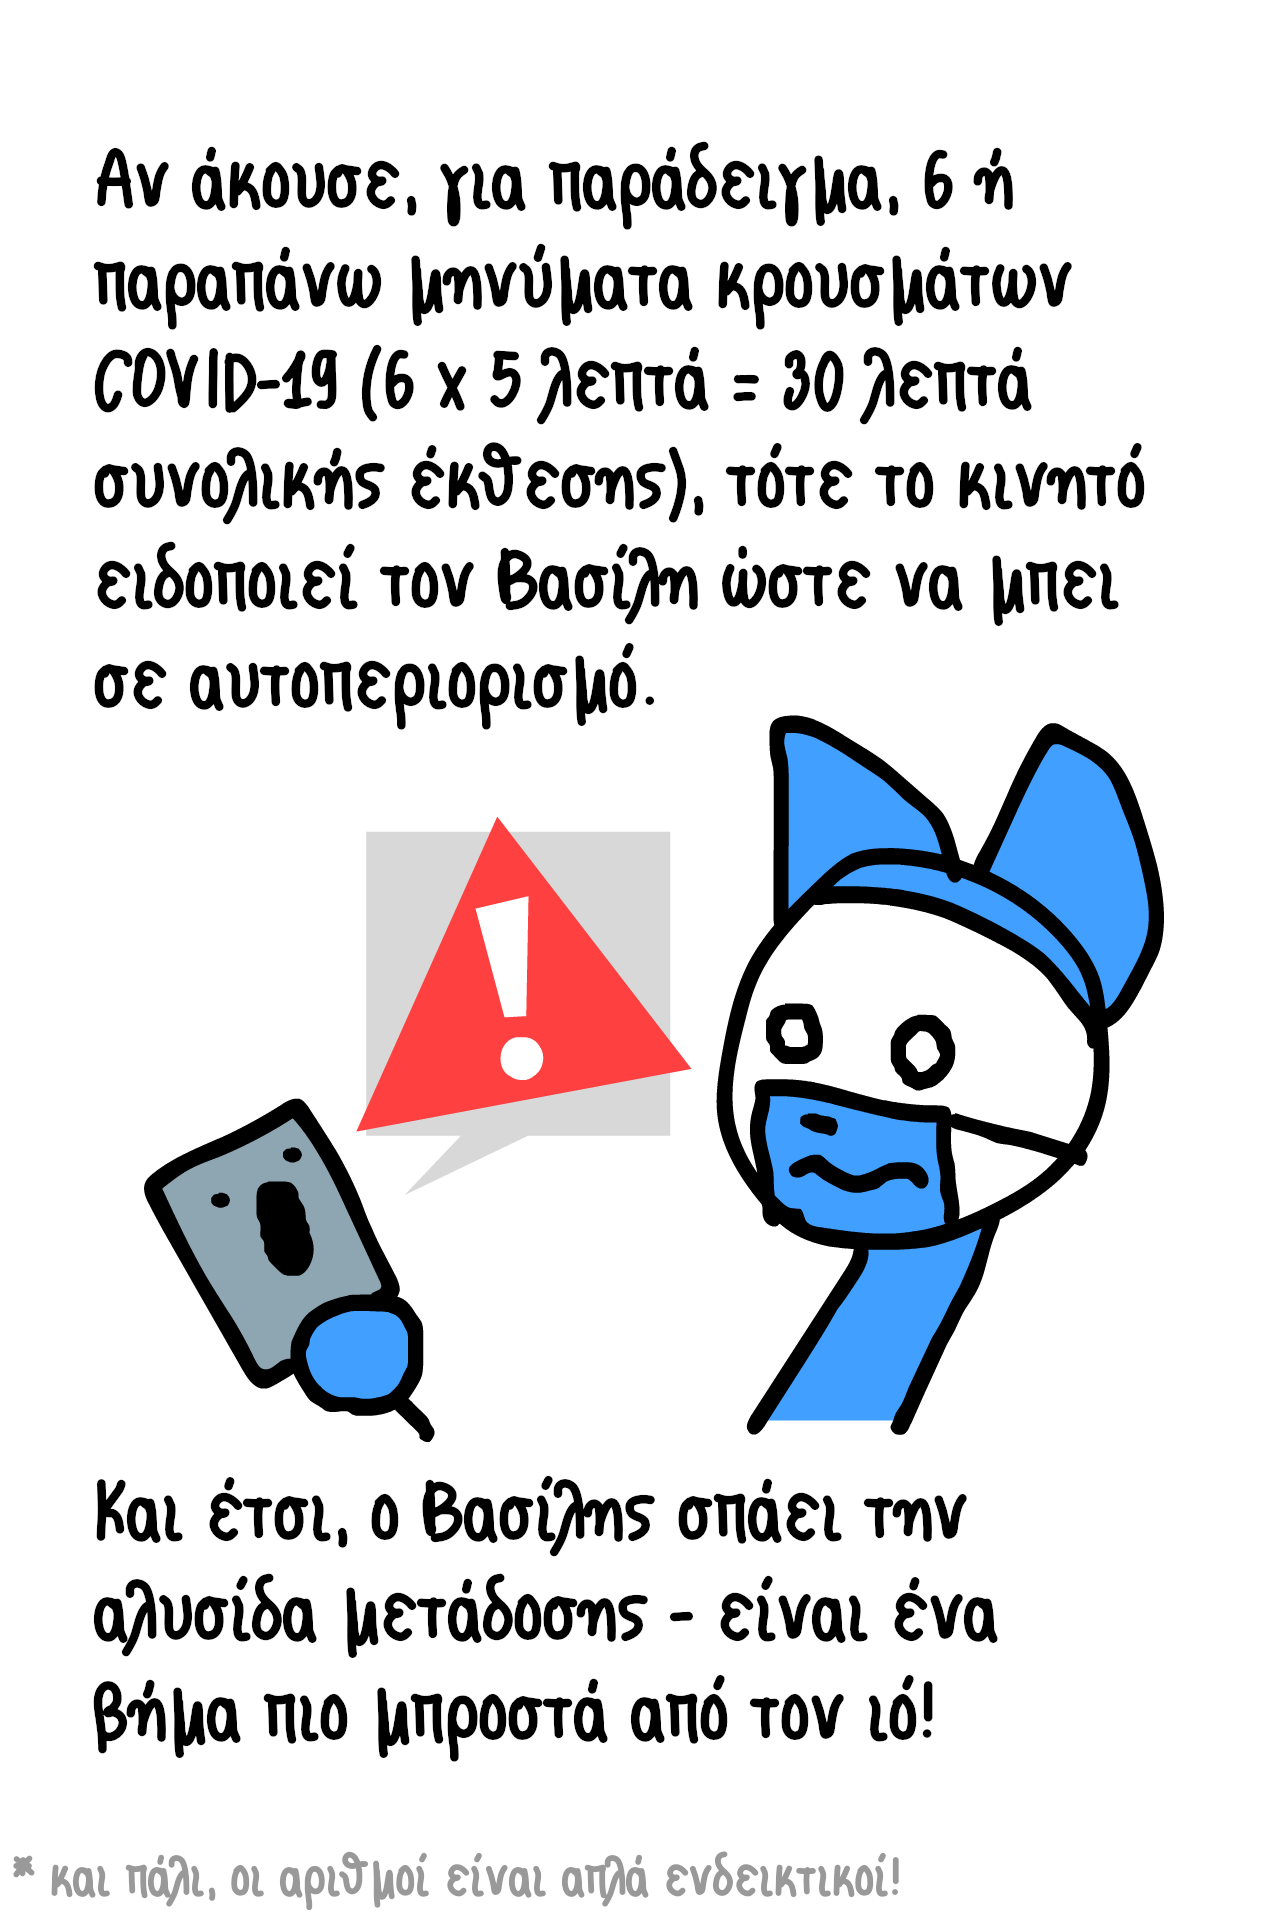 Αν άκουσε, για παράδειγμα, 6 ή
παραπάνω μηνύματα κρουσμάτων
COVID-19 (6 x 5 λεπτά = 30 λεπτά
συνολικής έκθεσης), τότε το κινητό
ειδοποιεί τον Βασίλη ώστε να μπει
σε αυτοπεριορισμό.
!
Και έτσι, ο Βασίλης σπάει την
αλυσίδα μετάδοσης - είναι ένα
βήμα πιο μπροστά από τον ιό!
* και πάλι, οι αριθμοί είναι απλά ενδεικτικοί!